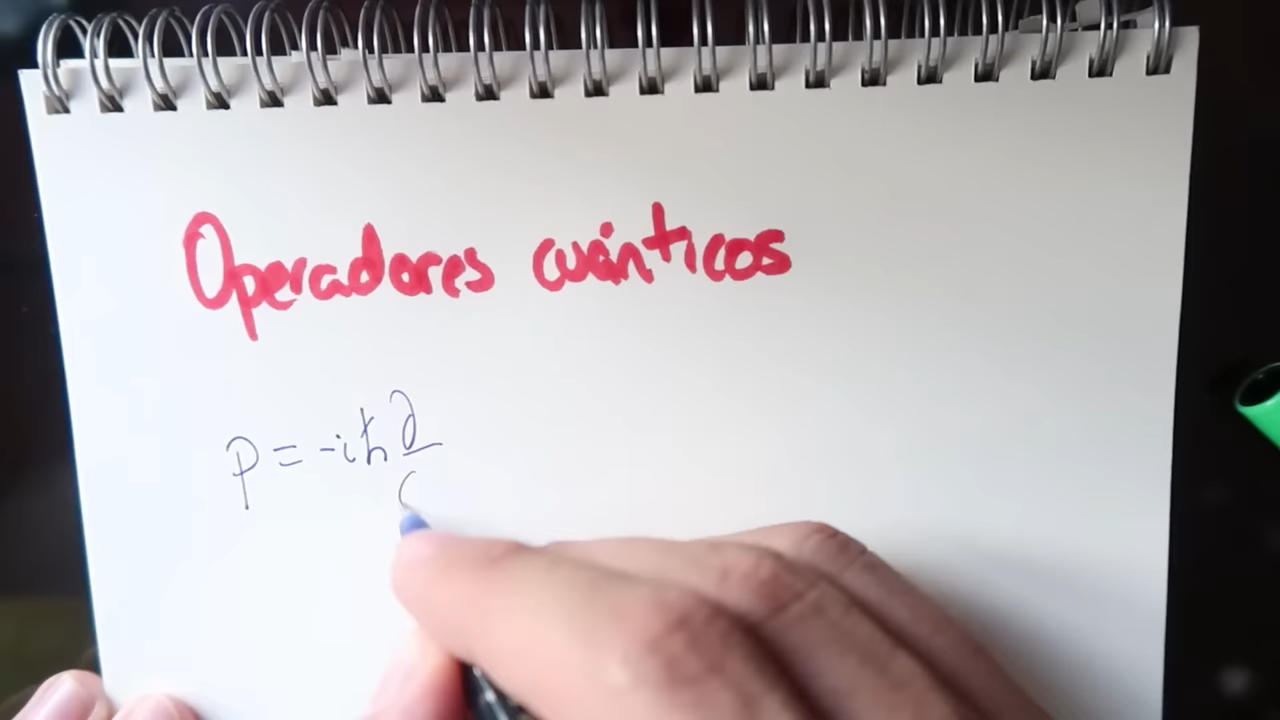 Operadores cuánticos
P = -iħ ∂